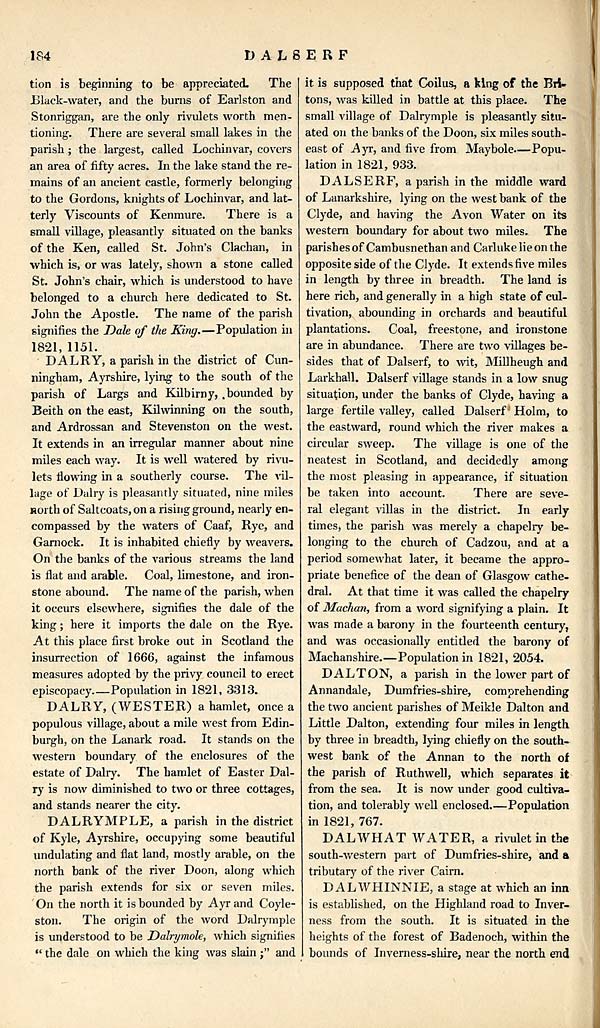 184
DALSERF
tion is beginning to be appreciated. The
Black-water, and the burns of Earlston and
Stonriggan, are the only rivulets worth men-
tioning. There are several small lakes in the
parish ; the largest, called Lochinvar, covers
an area of fifty acres. In the lake stand the re-
mains of an ancient castle, formerly belonging
to the Gordons, knights of Lochinvar, and lat-
terly Viscounts of Kenmure. There is a
small village, pleasantly situated on the banks
of the Ken, called St. John's Clachan, in
which is, or was lately, shown a stone called
St. John's chair, which is understood to have
belonged to a church here dedicated to St.
John the Apostle. The name of the parish
signifies the Dale of the King.—Population in
1821, 1151.
DALRY, a parish in the district of Cun-
ningham, Ayrshire, lying to the south of the
parish of Largs and Kilbirny, bounded by
Beith on the east, Kilwinning on the south,
and Ardrossan and Stevenston on the west.
It extends in an irregular manner about nine
miles each way. It is well watered by rivu-
lets flowing in a southerly course. The vil-
lage of Dalry is pleasantly situated, nine miles
north of Saltcoats, on a rising ground, nearly en-
compassed by the waters of Caaf, Rye, and
Garnock. It is inhabited chiefly by weavers.
On the banks of the various streams the land
is flat and arable. Coal, limestone, and iron-
stone abound. The name of the parish, when
it occurs elsewhere, signifies the dale of the
king ; here it imports the dale on the Rye.
At this place first broke out in Scotland the
insurrection of 1666, against the infamous
measures adopted by the privy council to erect
episcopacy.—Population in 1821, 3313.
DALRY, (WESTER) a hamlet, once a
populous village, about a mile west from Edin-
burgh, on the Lanark road. It stands on the
western boundary of the enclosures of the
estate of Dalry. The hamlet of Easter Dal-
ry is now diminished to two or three cottages,
and stands nearer the city.
DALRYMPLE, a parish in the district
of Kyle, Ayrshire, occupying some beautiful
undulating and flat land, mostly arable, on the
north bank of the river Doon, along which
the parish extends for six or seven miles.
On the north it is bounded by Ayr and Coyle-
ston. The origin of the word Dalrymple
is understood to be Dalrymole, which signifies
" the dale on which the king was slain ;" and
it is supposed that Coilus, a king of the Bri-
tons, was killed in battle at this place. The
small village of Dalrymple is pleasantly situ-
ated on the banks of the Doon, six miles south-
east of Ayr, and five from Maybole.—Popu-
lation in 1821, 933.
DALSERF, a parish in the middle ward
of Lanarkshire, lying on the west bank of the
Clyde, and having the Avon Water on its
western boundary for about two miles. The
parishes of Cambusnethan and Carluke lie on the
opposite side of the Clyde. It extends five miles
in length by three in breadth. The land is
here rich, and generally in a high state of cul-
tivation, abounding in orchards and beautiful
plantations. Coal, freestone, and ironstone
are in abundance. There are two villages be-
sides that of Dalserf, to wit, Millheugh and
Larkhall. Dalserf village stands in a low snug
situation, under the banks of Clyde, having a
large fertile valley, called Dalserf Holm, to
the eastward, round which the river makes a
circular sweep. The village is one of the
neatest in Scotland, and decidedly among
the most pleasing in appearance, if situation
be taken into account. There are seve-
ral elegant villas in the district. In early
times, the parish was merely a chapelry be-
longing to the church of Cadzou, and at a
period somewhat later, it became the appro-
priate benefice of the dean of Glasgow cathe-
dral. At that time it was called the chapelry
of Machan, from a word signifying a plain. It
was made a barony in the fourteenth century,
and was occasionally entitled the barony of
Machanshire.—Population in 1821, 2054.
DALTON, a parish in the lower part of
Annandale, Dumfries-shire, comprehending
the two ancient parishes of Meikle Dalton and
Little Dalton, extending four miles in length
by three in breadth, lying chiefly on the south-
west bank of the Annan to the north of
the parish of Ruthwell, which separates it
from the sea. It is now under good cultiva-
tion, and tolerably well enclosed.—Population
in 1821, 767.
DALWHAT WATER, a rivulet in the
south-western part of Dumfries-shire, and a
tributary of the river Cairn.
DALWHINNIE, a stage at which an inn
is established, on the Highland road to Inver-
ness from the south. It is situated in the
heights of the forest of Badenoch, within the
bounds of Inverness-shire, near the north end